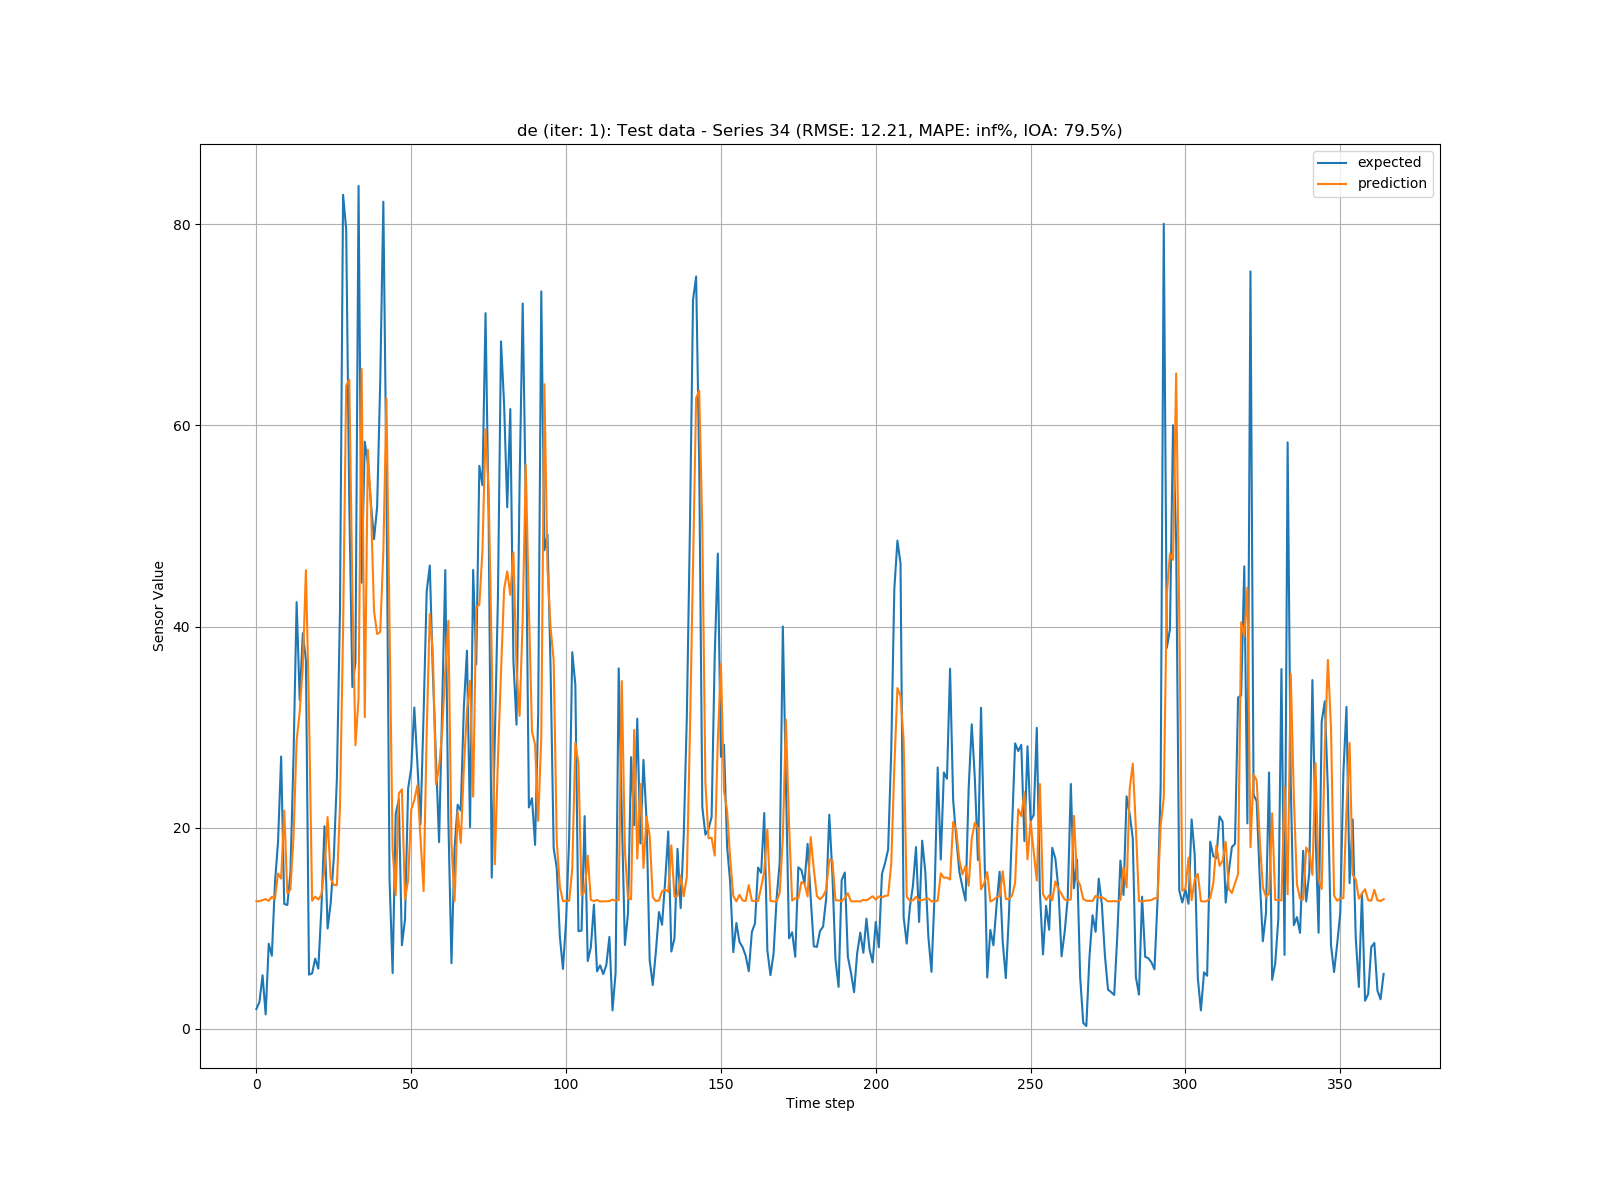 de (iter: 1): Test data - Series 34 (RMSE: 12.21, MAPE: inf%, IOA: 79.5%)
expected
prediction
80
60
40
20
0
Sensor Value
0 50 100 150 200 250 300 350
Time step